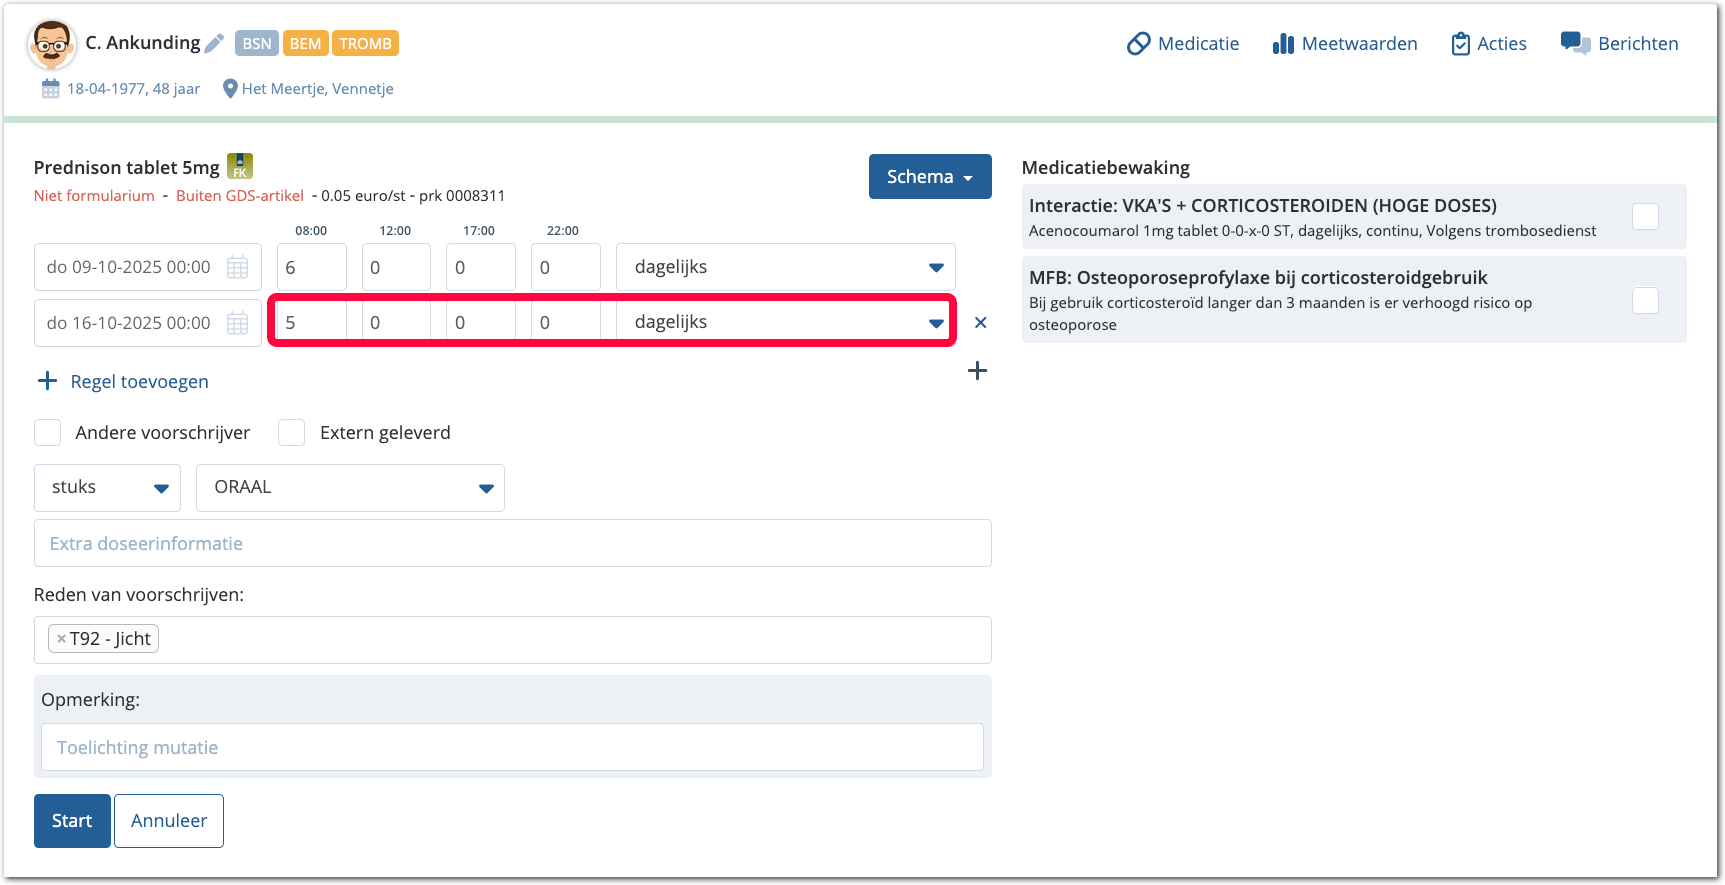 C. Ankunding BSN BEM TROMB
18-04-1977, 48 jaar Het Meertje, Vennetje
Medicatie Meetwaarden Acties Berichten
Prednison tablet 5mg FK
Niet formularium - Buiten GDS-artikel - 0.05 euro/st - prk 0008311
Schema
08:00 12:00 17:00 22:00
do 09-10-2025 00:00 6 0 0 0 dagelijks
do 16-10-2025 00:00 5 0 0 0 dagelijks ×
+ Regel toevoegen +
Andere voorschrijver Extern geleverd
stuks ORAAL
Extra doseerinformatie
Reden van voorschrijven:
× T92 - Jicht
Opmerking:
Toelichting mutatie
Start Annuleer
Medicatiebewaking
Interactie: VKA'S + CORTICOSTEROIDEN (HOGE DOSES)
Acenocoumarol 1mg tablet 0-0-x-0 ST, dagelijks, continu, Volgens trombosedienst
MFB: Osteoporoseprofylaxe bij corticosteroidgebruik
Bij gebruik corticosteroïd langer dan 3 maanden is er verhoogd risico op
osteoporose